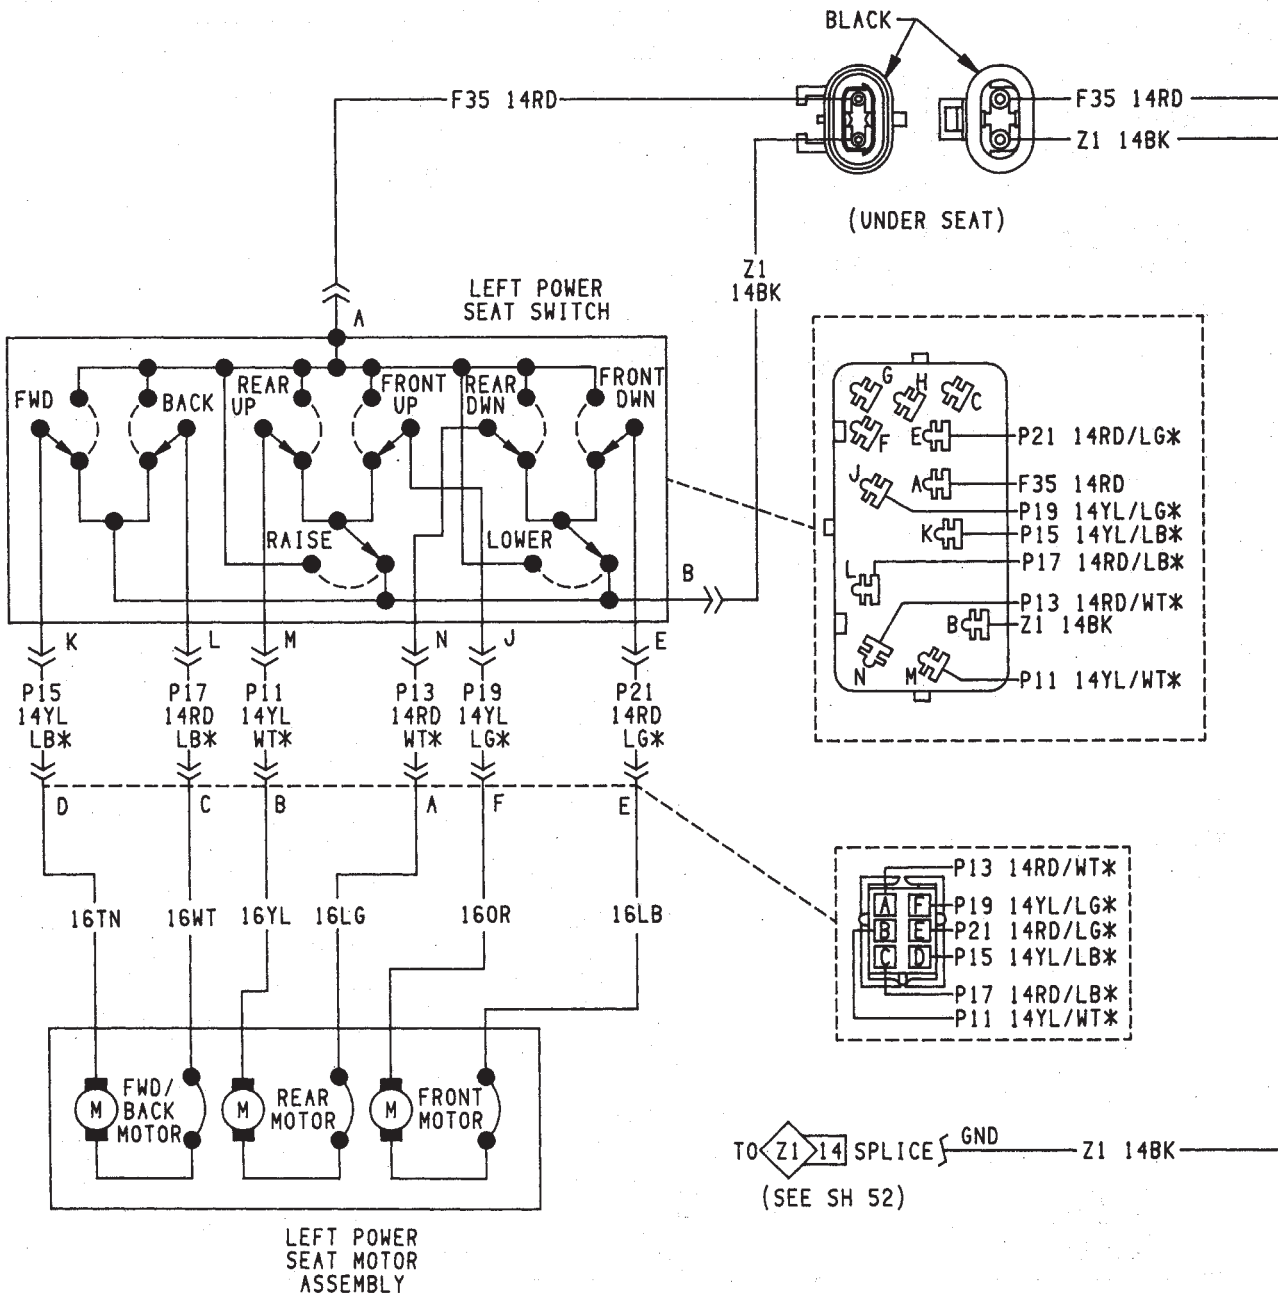 BLACK
F35 14RD
F35 14RD
Z1 14BK
(UNDER SEAT)
Z1
14BK
LEFT POWER
SEAT SWITCH
A
FWD
BACK
REAR
UP
FRONT
UP
REAR
DWN
FRONT
DWN
RAISE
LOWER
B
K
L
M
N
J
E
P15
14YL
LB*
P17
14RD
LB*
P11
14YL
WT*
P13
14RD
WT*
P19
14YL
LG*
P21
14RD
LG*
D
C
B
A
F
E
16TN
16WT
16YL
16LG
16OR
16LB
M
FWD/
BACK
MOTOR
M
REAR
MOTOR
M
FRONT
MOTOR
LEFT POWER
SEAT MOTOR
ASSEMBLY
G
H
C
F
E
P21 14RD/LG*
J
A
F35 14RD
P19 14YL/LG*
K
P15 14YL/LB*
L
P17 14RD/LB*
P13 14RD/WT*
B
Z1 14BK
N
M
P11 14YL/WT*
P13 14RD/WT*
A F
P19 14YL/LG*
B E
P21 14RD/LG*
C D
P15 14YL/LB*
P17 14RD/LB*
P11 14YL/WT*
TO Z1 14 SPLICE GND Z1 14BK
(SEE SH 52)